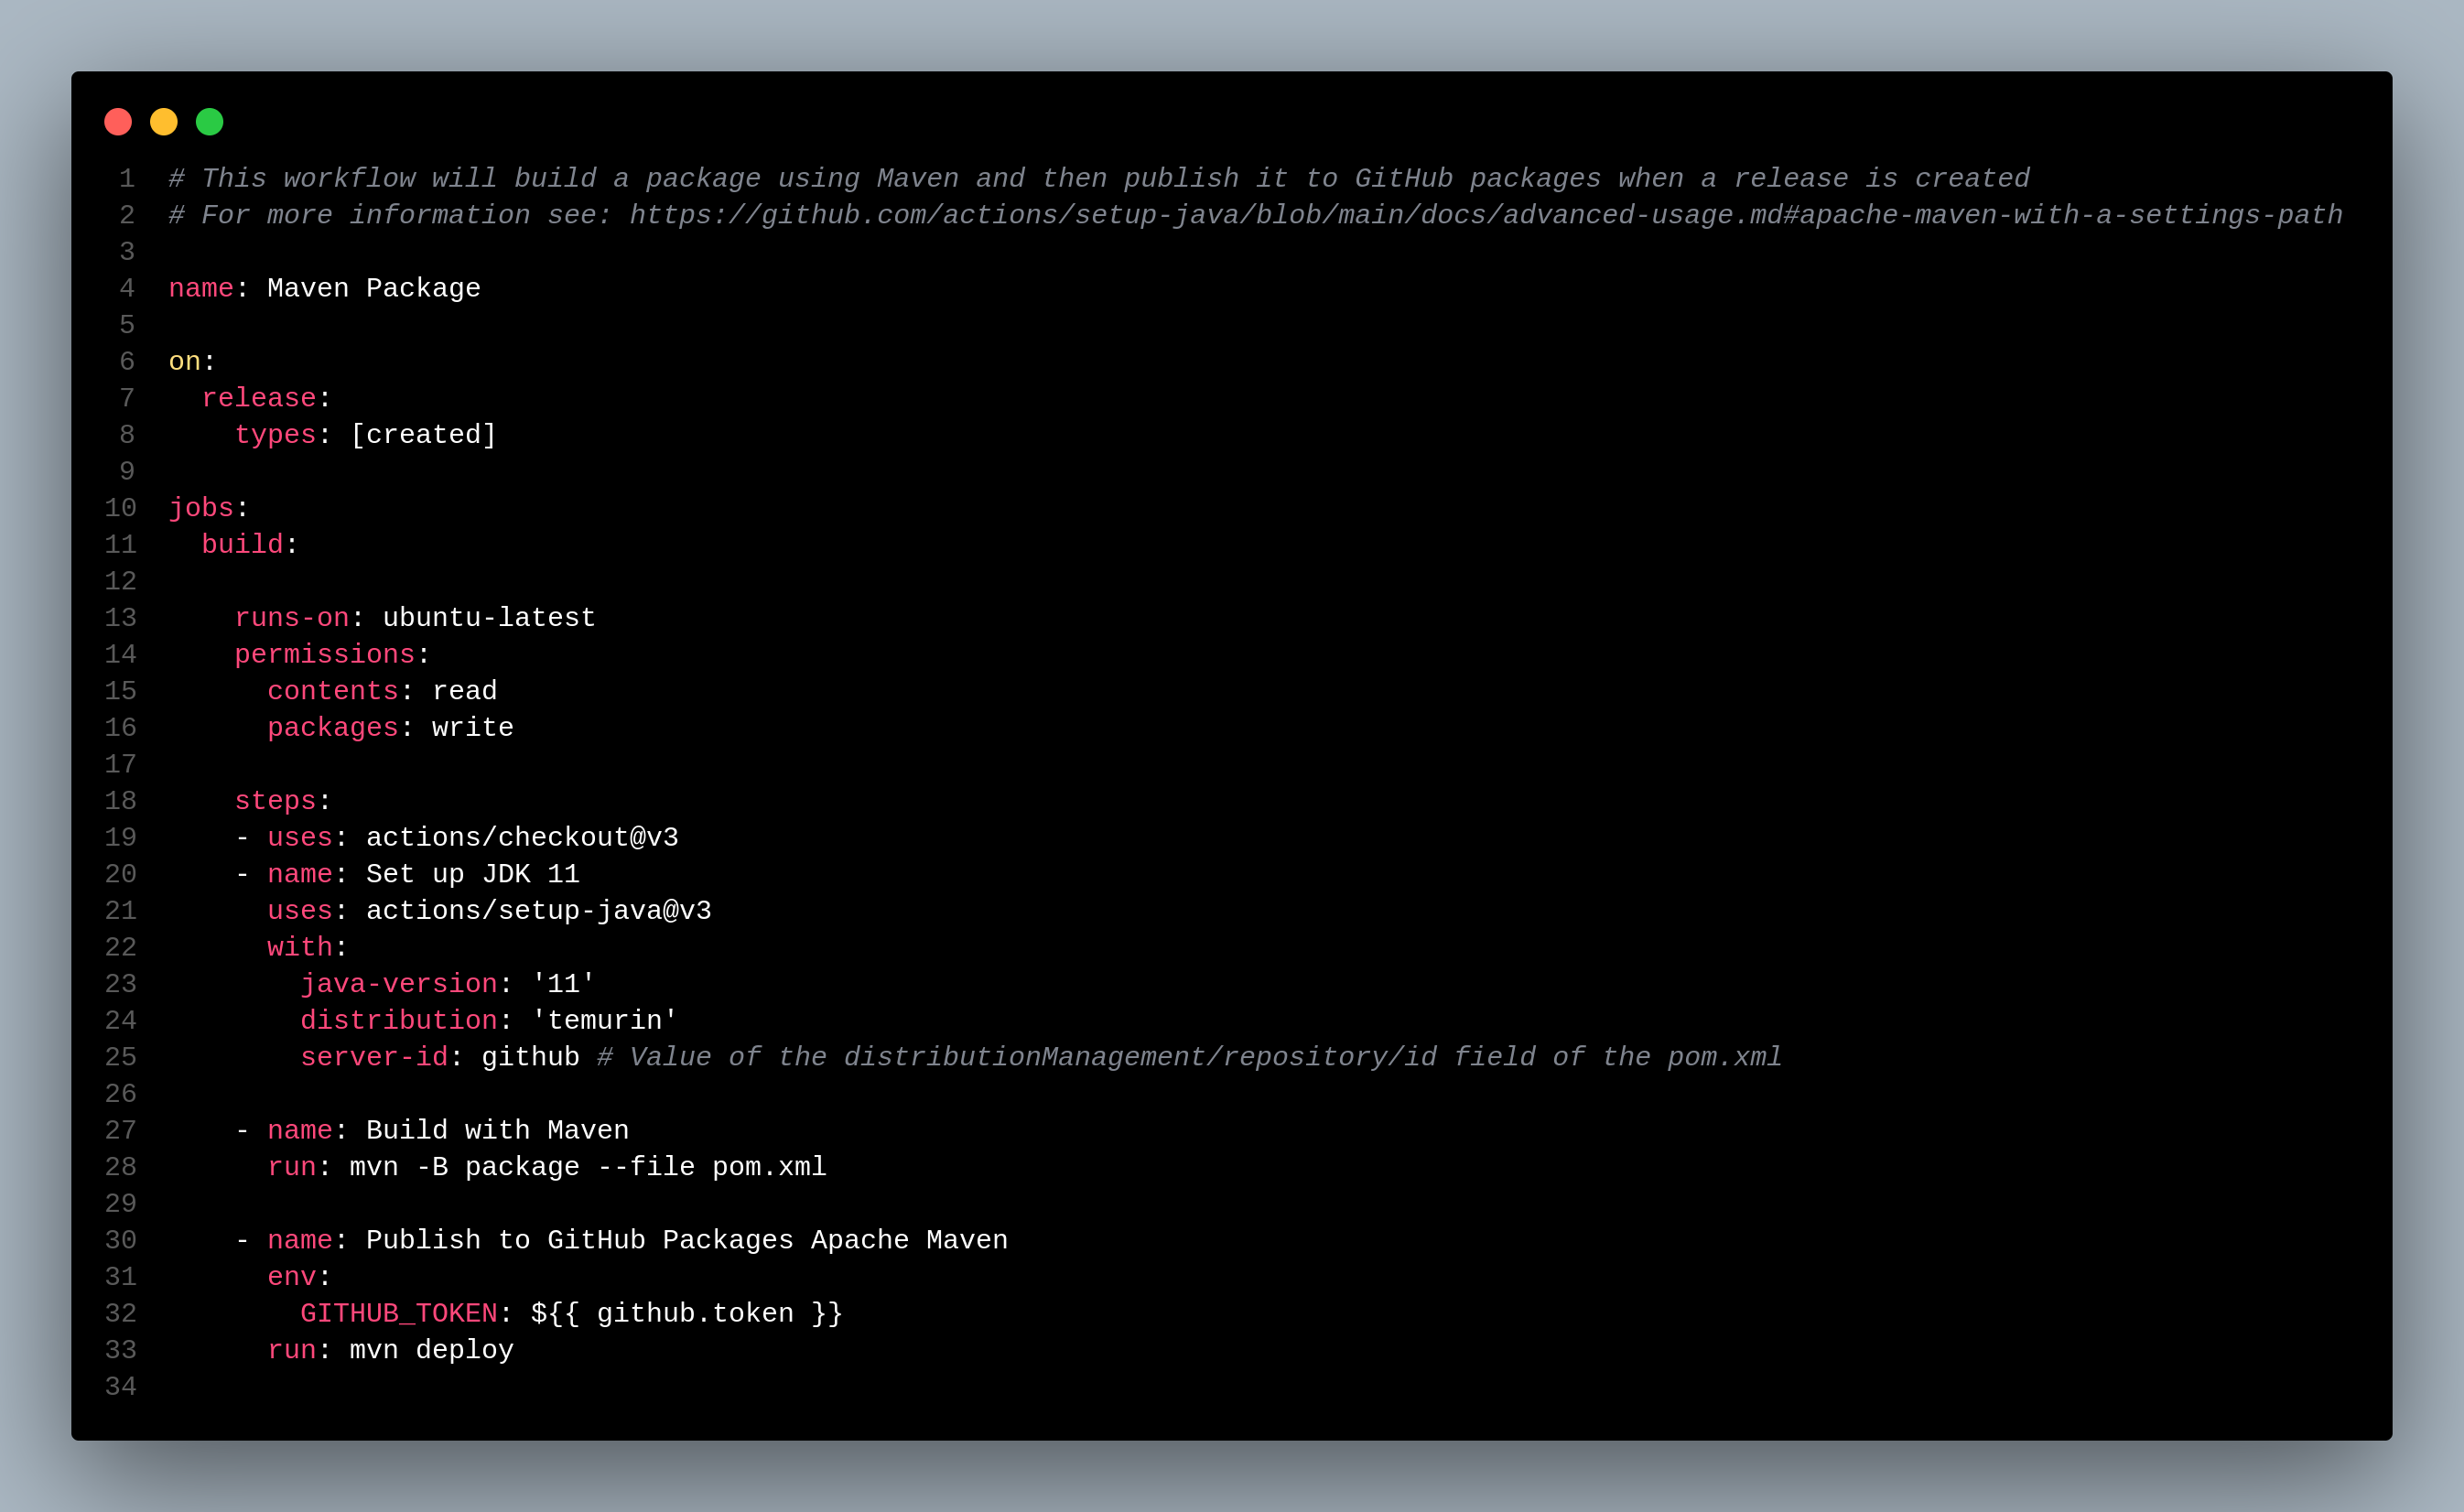 1 # This workflow will build a package using Maven and then publish it to GitHub packages when a release is created
2 # For more information see: https://github.com/actions/setup-java/blob/main/docs/advanced-usage.md#apache-maven-with-a-settings-path
3
4 name: Maven Package
5
6 on:
7   release:
8     types: [created]
9
10 jobs:
11   build:
12
13     runs-on: ubuntu-latest
14     permissions:
15       contents: read
16       packages: write
17
18     steps:
19     - uses: actions/checkout@v3
20     - name: Set up JDK 11
21       uses: actions/setup-java@v3
22       with:
23         java-version: '11'
24         distribution: 'temurin'
25         server-id: github # Value of the distributionManagement/repository/id field of the pom.xml
26
27     - name: Build with Maven
28       run: mvn -B package --file pom.xml
29
30     - name: Publish to GitHub Packages Apache Maven
31       env:
32         GITHUB_TOKEN: ${{ github.token }}
33       run: mvn deploy
34